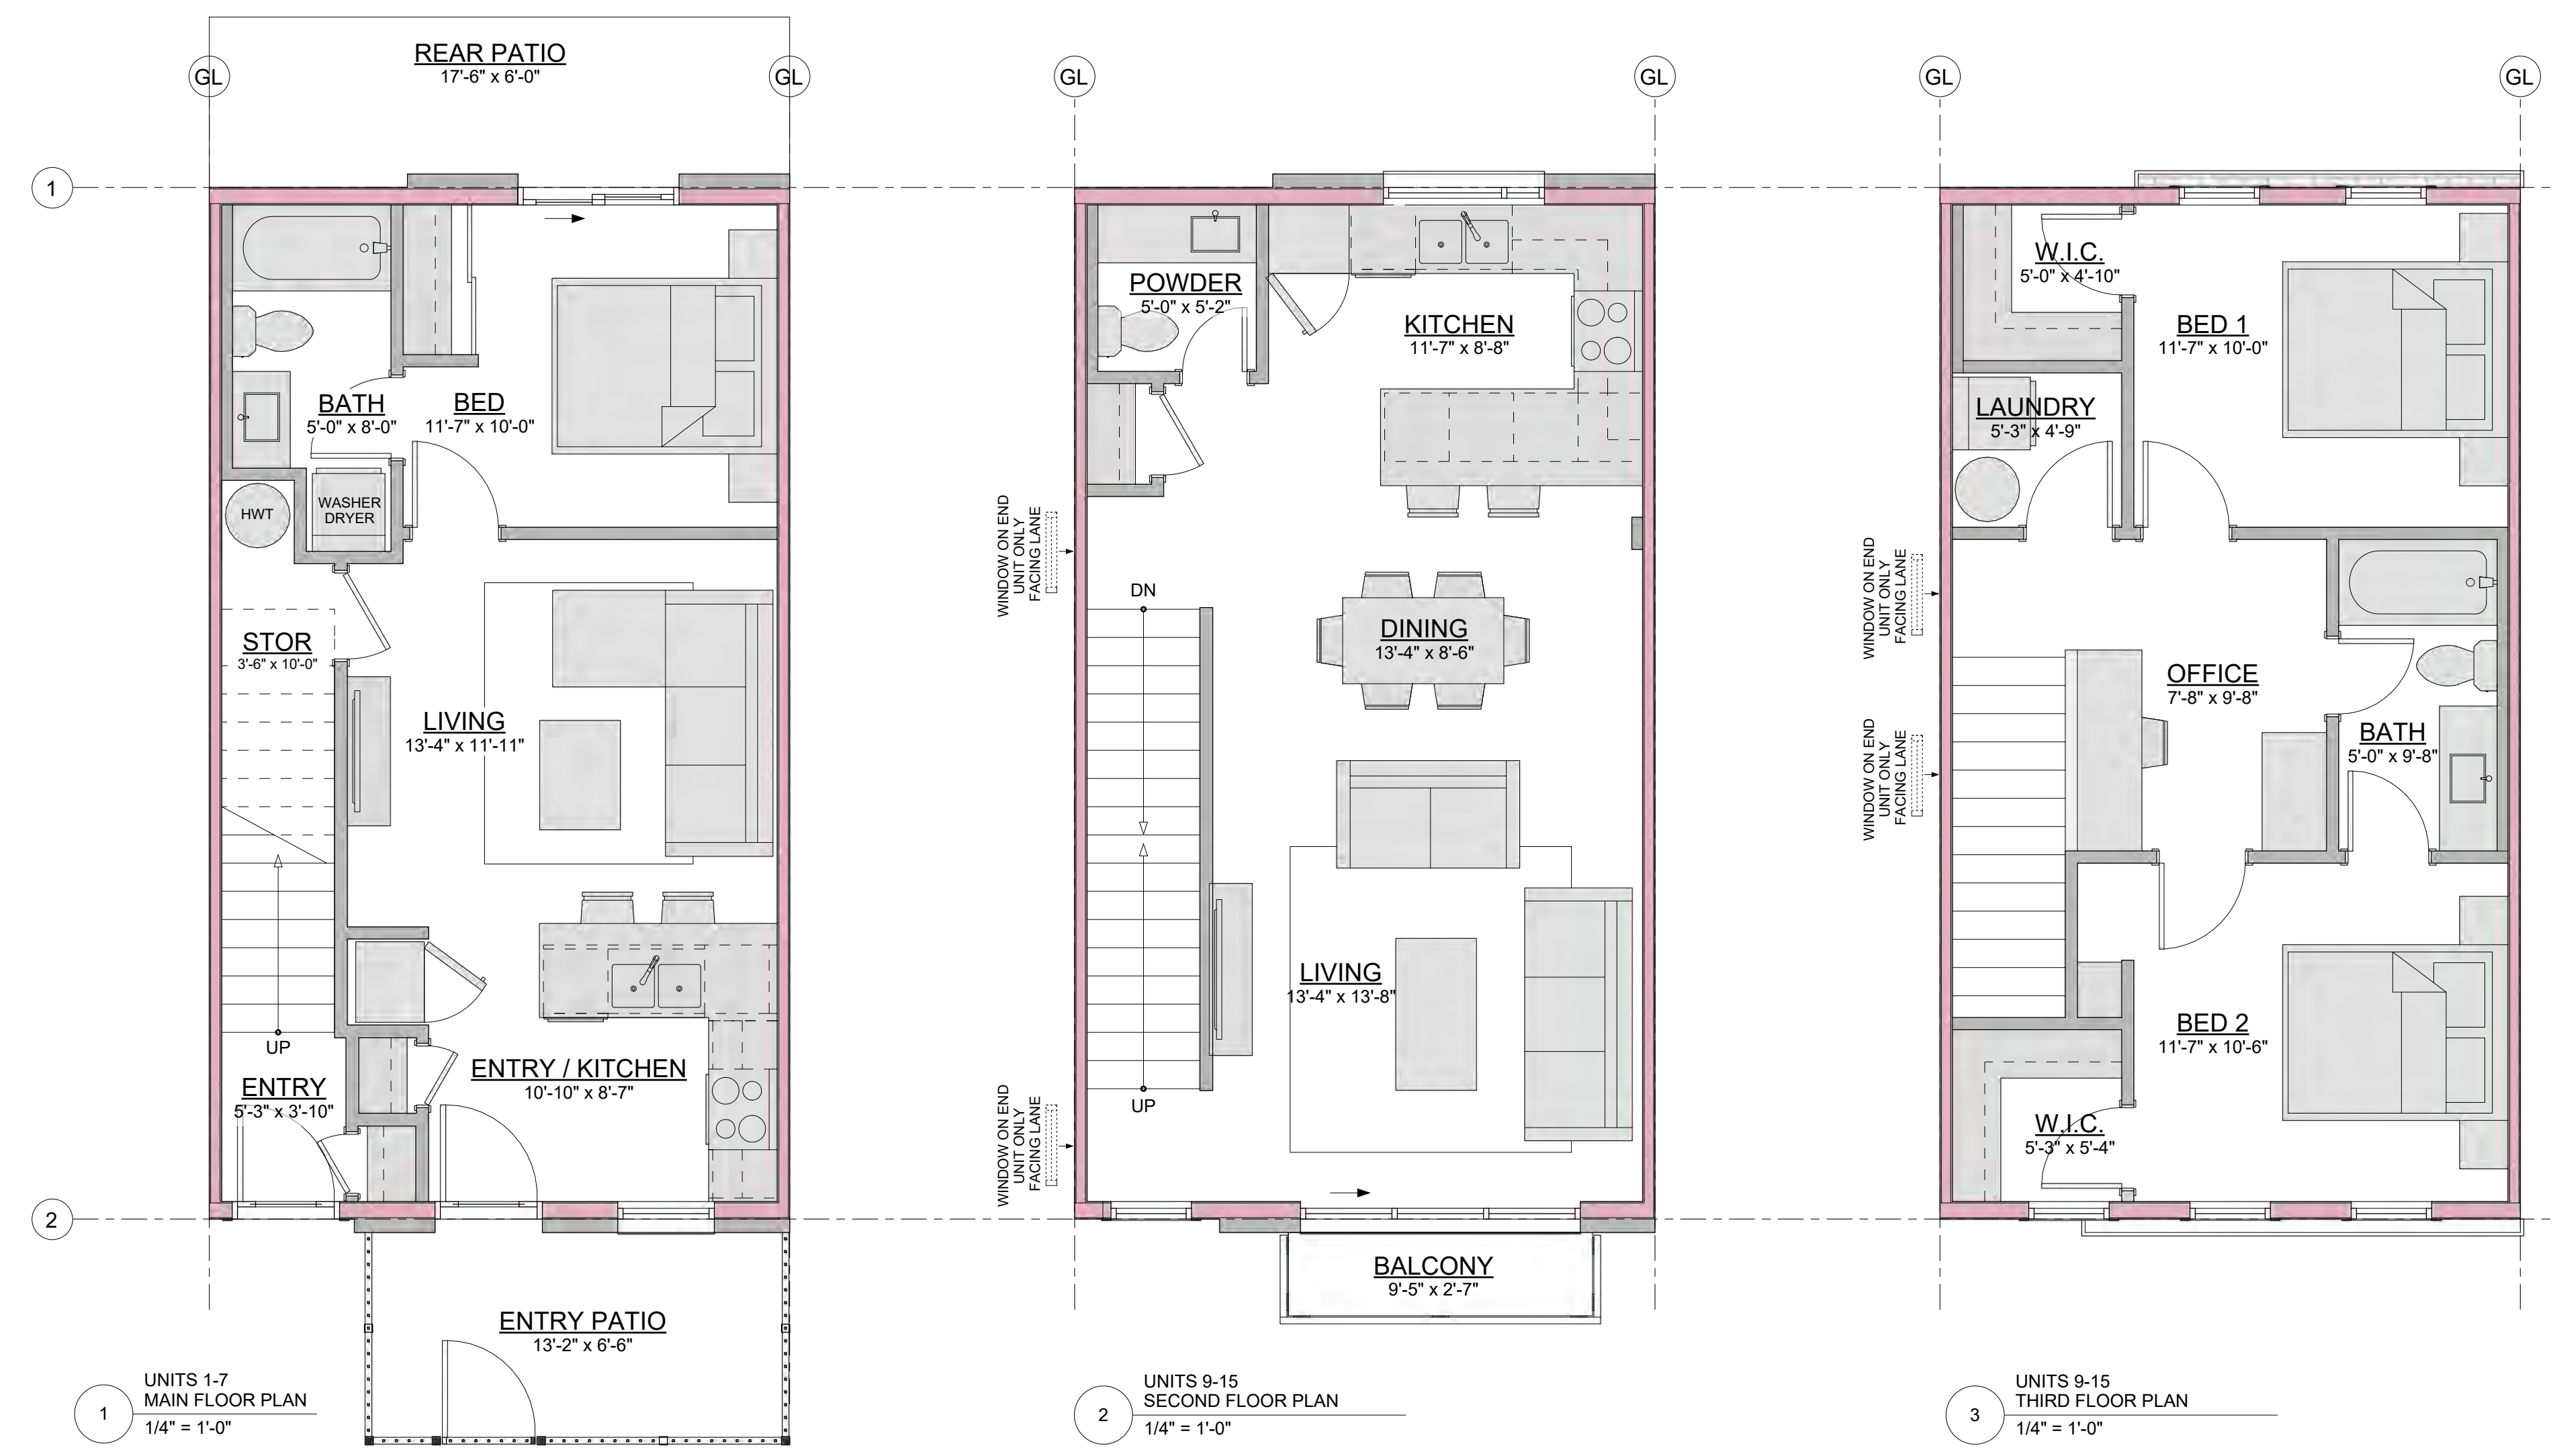 REAR PATIO
17'-6" x 6'-0"
GL
GL
GL
GL
GL
GL
1
2
BATH
5'-0" x 8'-0"
BED
11'-7" x 10'-0"
HWT
WASHER
DRYER
STOR
3'-6" x 10'-0"
LIVING
13'-4" x 11'-11"
UP
ENTRY
5'-3" x 3'-10"
ENTRY / KITCHEN
10'-10" x 8'-7"
ENTRY PATIO
13'-2" x 6'-6"
1
UNITS 1-7
MAIN FLOOR PLAN
1/4" = 1'-0"
POWDER
5'-0" x 5'-2"
KITCHEN
11'-7" x 8'-8"
WINDOW ON END
UNIT ONLY
FACING LANE
DN
DINING
13'-4" x 8'-6"
LIVING
13'-4" x 13'-8"
UP
WINDOW ON END
UNIT ONLY
FACING LANE
BALCONY
9'-5" x 2'-7"
2
UNITS 9-15
SECOND FLOOR PLAN
1/4" = 1'-0"
W.I.C.
5'-0" x 4'-10"
BED 1
11'-7" x 10'-0"
LAUNDRY
5'-3" x 4'-9"
WINDOW ON END
UNIT ONLY
FACING LANE
OFFICE
7'-8" x 9'-8"
WINDOW ON END
UNIT ONLY
FACING LANE
BATH
5'-0" x 9'-8"
BED 2
11'-7" x 10'-6"
W.I.C.
5'-3" x 5'-4"
3
UNITS 9-15
THIRD FLOOR PLAN
1/4" = 1'-0"